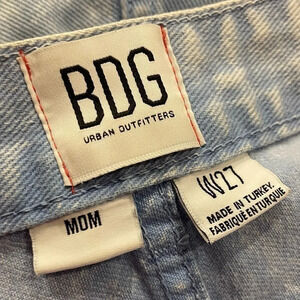 BDG
URBAN OUTFITTERS
MOM
W27
MADE IN TURKEY.
FABRIQUÉ EN TURQUIE